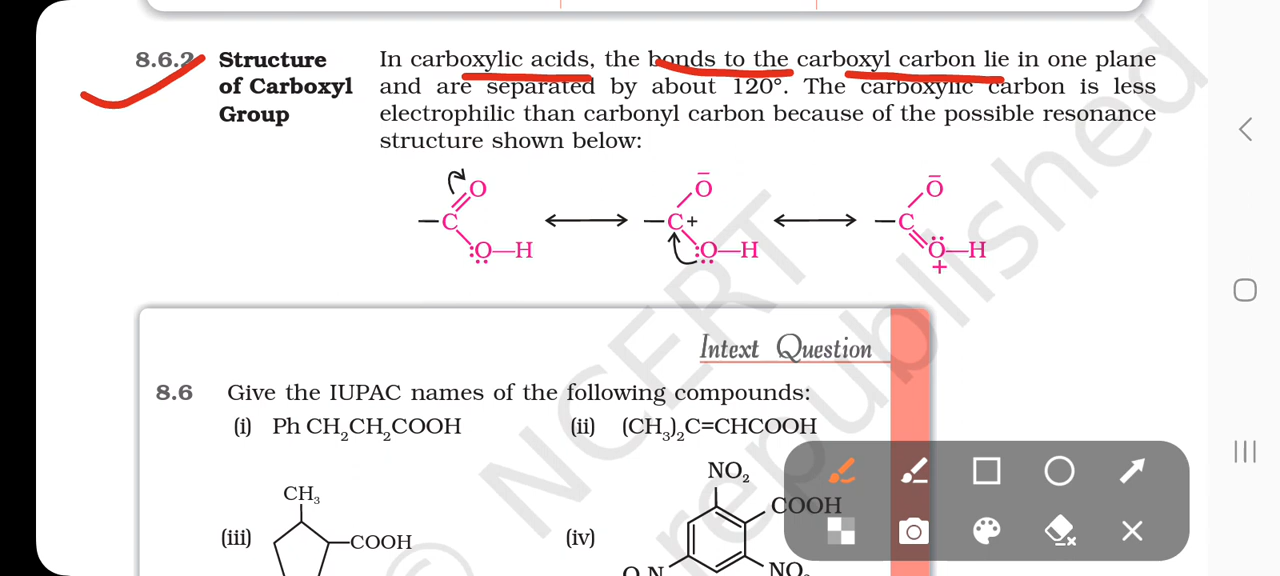 8.6.2 Structure of Carboxyl Group
In carboxylic acids, the bonds to the carboxyl carbon lie in one plane
and are separated by about 120°. The carboxylic carbon is less
electrophilic than carbonyl carbon because of the possible resonance
structure shown below:
O
–C
:O—H
O
–C+
:O—H
O
–C
O—H
+
Intext Question
8.6 Give the IUPAC names of the following compounds:
(i) Ph CH₂CH₂COOH (ii) (CH₃)₂C=CHCOOH
(iii) CH₃ COOH
(iv) NO₂ COOH
© NCERT
republished